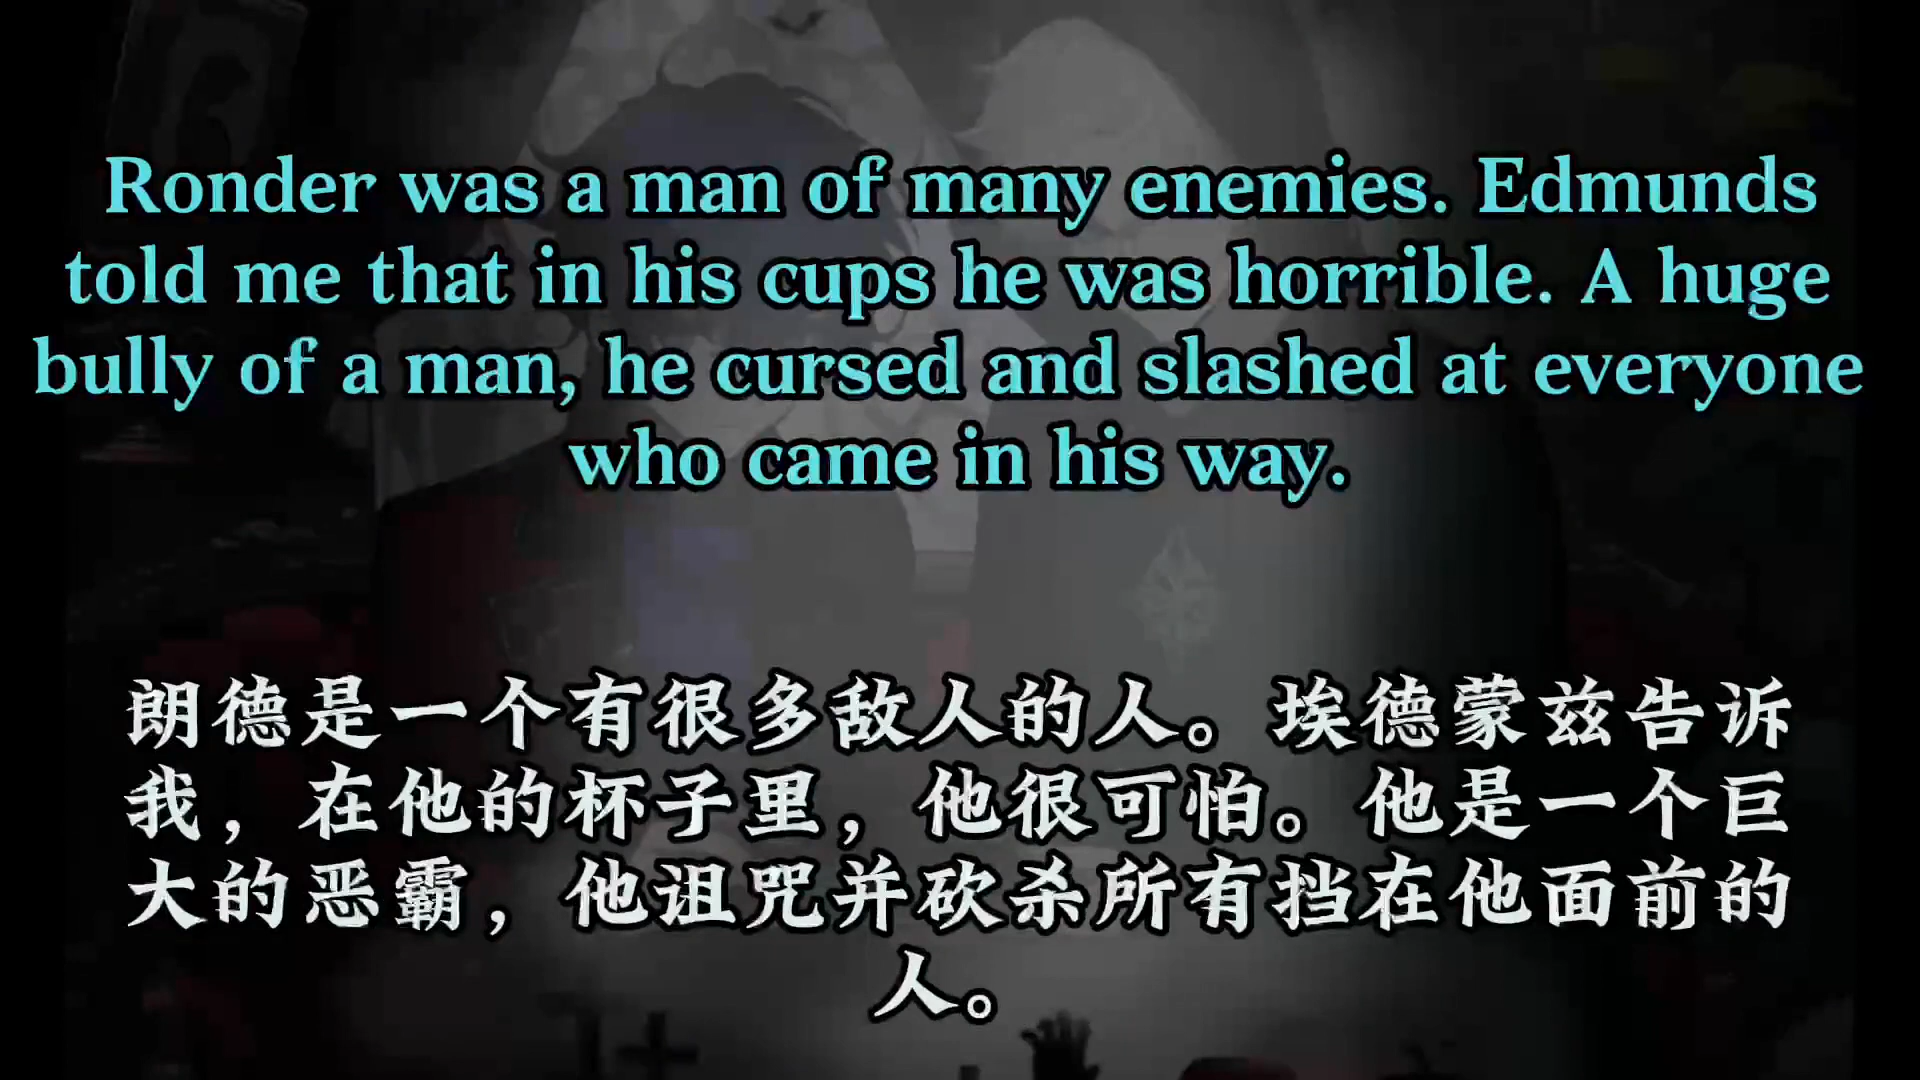 Ronder was a man of many enemies. Edmunds
told me that in his cups he was horrible. A huge
bully of a man, he cursed and slashed at everyone
who came in his way.
朗德是一个有很多敌人的人。埃德蒙兹告诉
我，在他的杯子里，他很可怕。他是一个巨
大的恶霸，他诅咒并砍杀所有挡在他面前的
人。